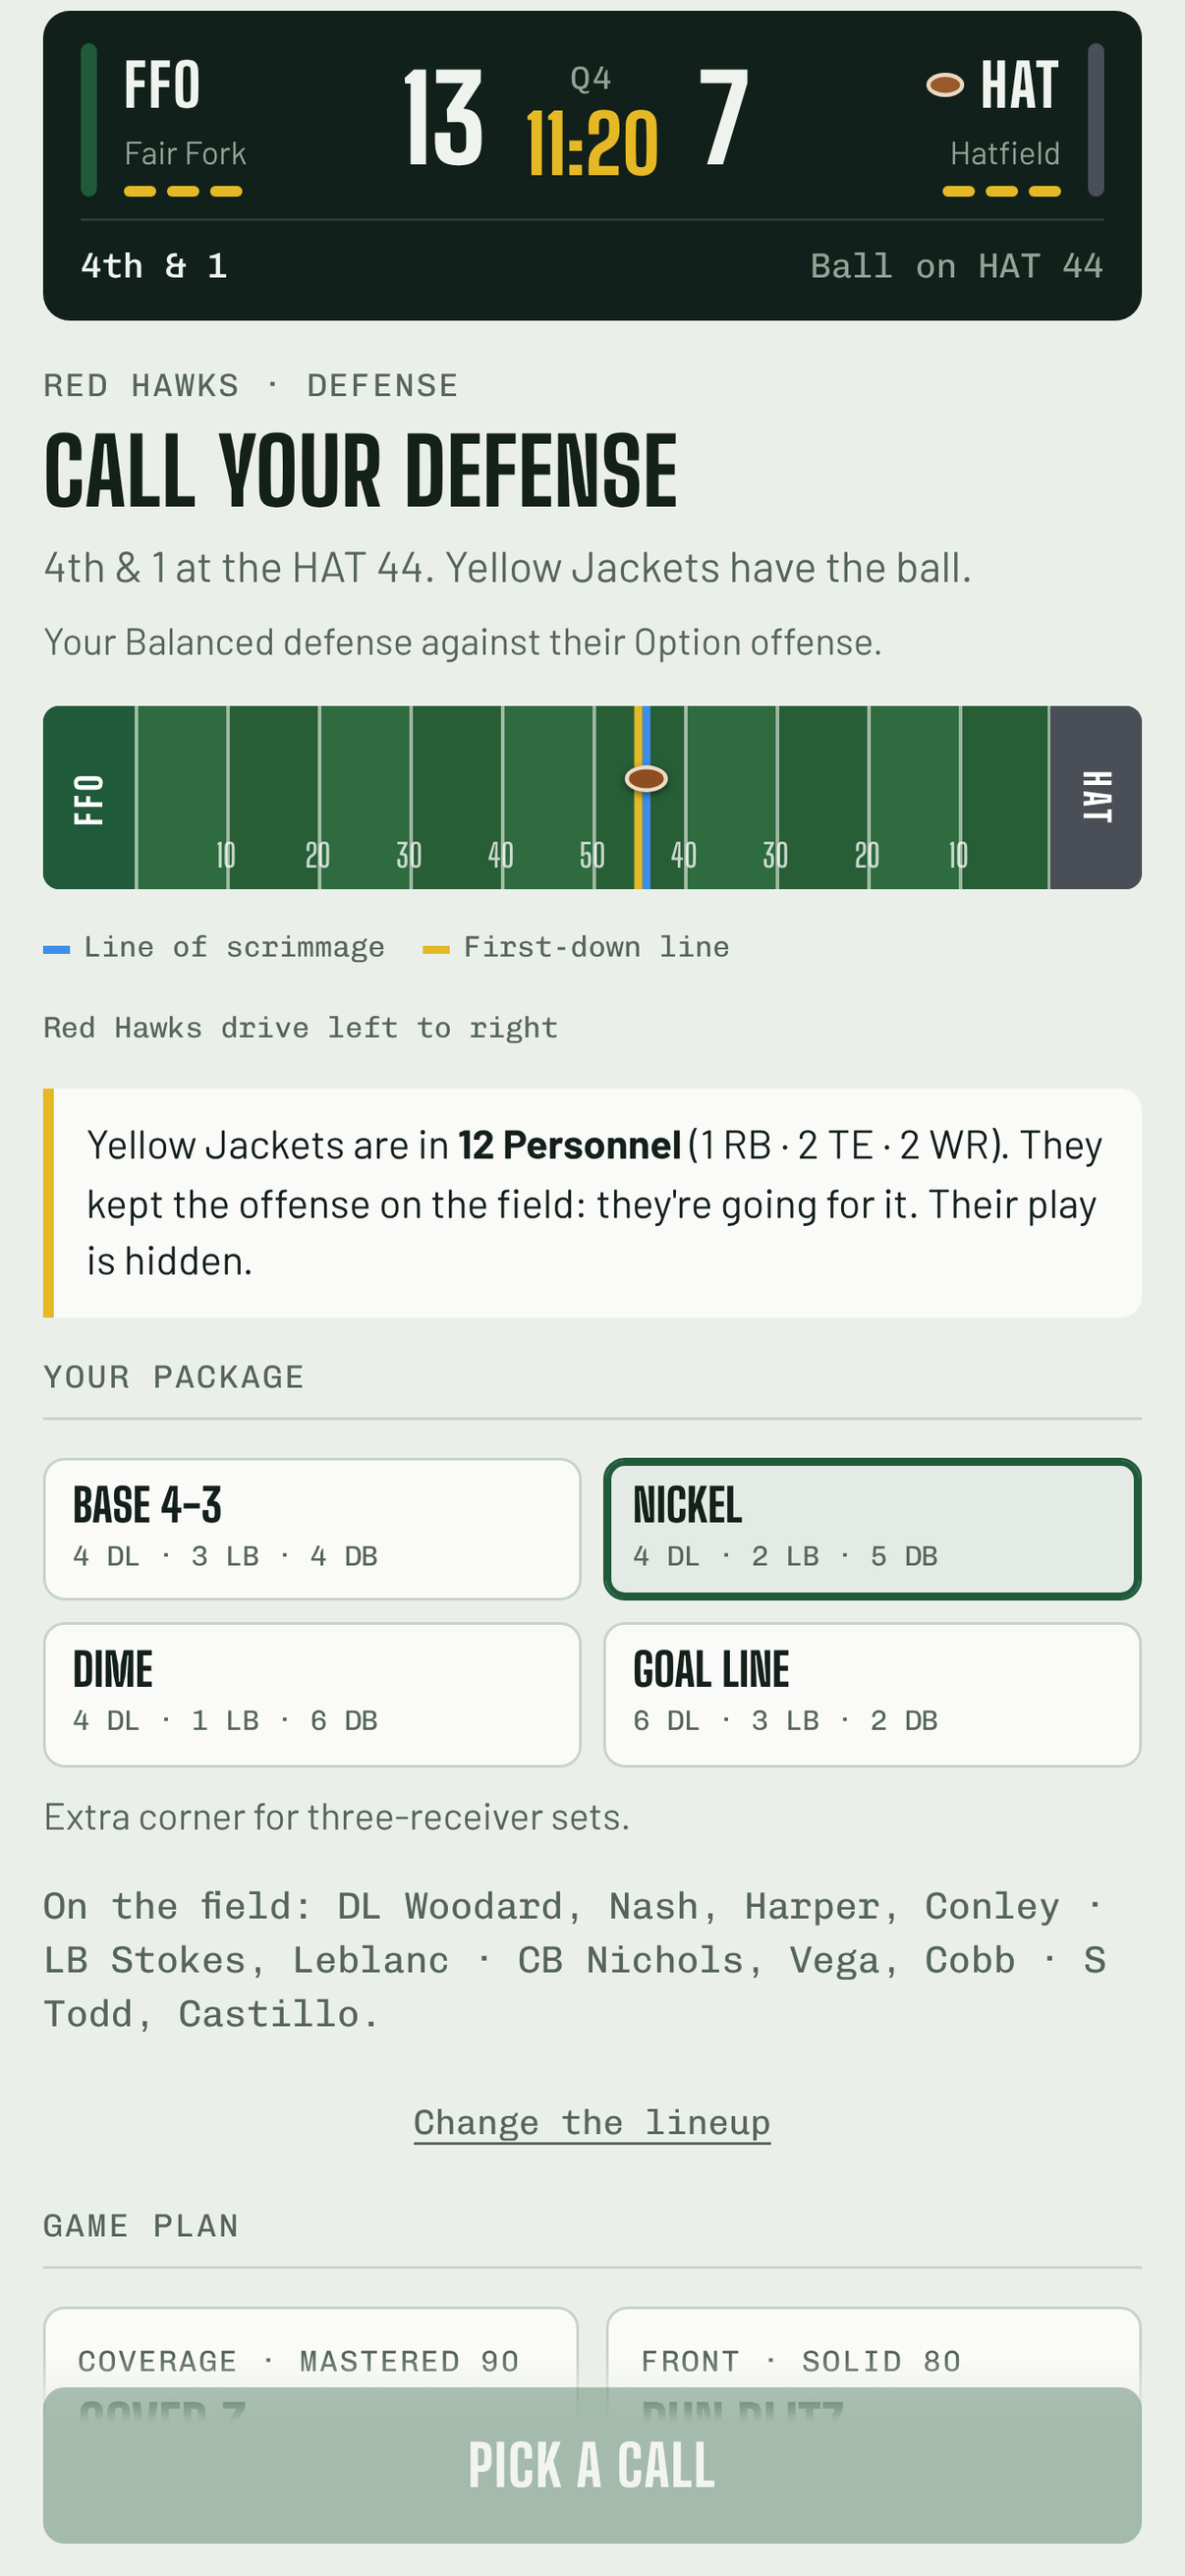 FFO
Fair Fork
13
Q4
11:20
7
HAT
Hatfield
4th & 1
Ball on HAT 44
RED HAWKS · DEFENSE
CALL YOUR DEFENSE
4th & 1 at the HAT 44. Yellow Jackets have the ball.
Your Balanced defense against their Option offense.
FFO
10 20 30 40 50 40 30 20 10
HAT
Line of scrimmage
First-down line
Red Hawks drive left to right
Yellow Jackets are in 12 Personnel (1 RB · 2 TE · 2 WR). They
kept the offense on the field: they're going for it. Their play
is hidden.
YOUR PACKAGE
BASE 4-3
4 DL · 3 LB · 4 DB
NICKEL
4 DL · 2 LB · 5 DB
DIME
4 DL · 1 LB · 6 DB
GOAL LINE
6 DL · 3 LB · 2 DB
Extra corner for three-receiver sets.
On the field: DL Woodard, Nash, Harper, Conley ·
LB Stokes, Leblanc · CB Nichols, Vega, Cobb · S
Todd, Castillo.
Change the lineup
GAME PLAN
COVERAGE · MASTERED 90
FRONT · SOLID 80
PICK A CALL